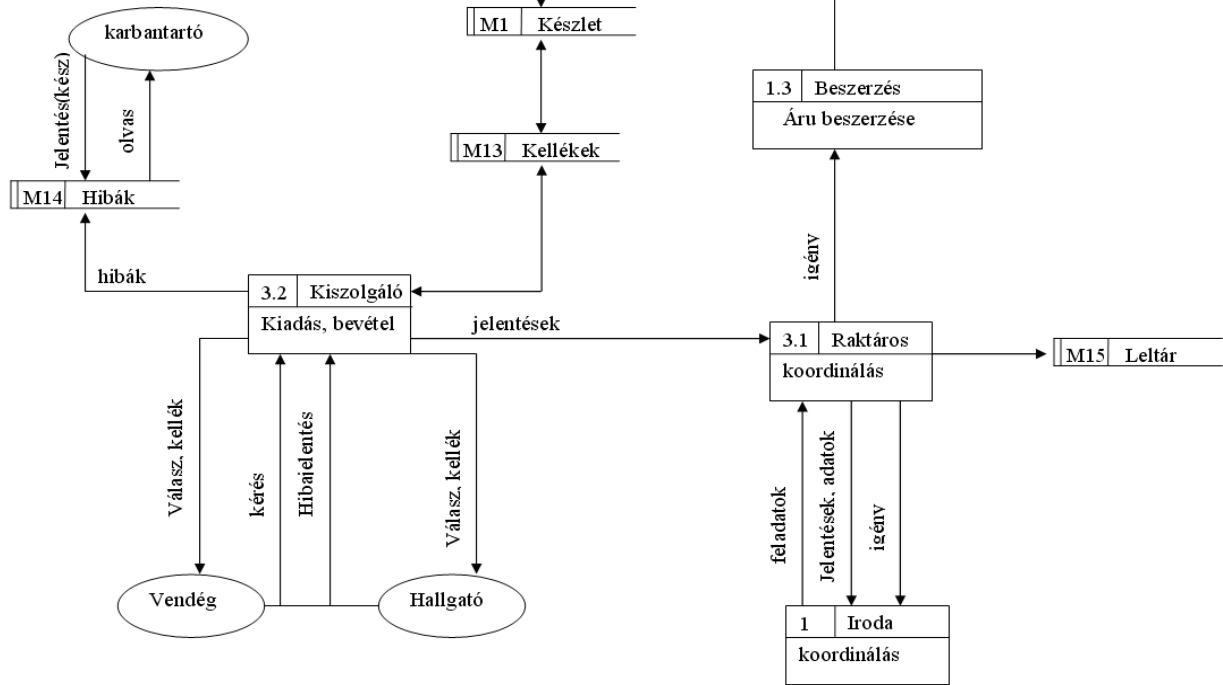 karbantartó
M1 Készlet
1.3 Beszerzés
Áru beszerzése
Jelentés(kész)
olvas
M13 Kellékek
M14 Hibák
igény
hibák
3.2 Kiszolgáló
Kiadás, bevétel
jelentések
3.1 Raktáros
koordinálás
M15 Leltár
Válasz, kellék
kérés
Hibajelentés
Válasz, kellék
feladatok
Jelentések, adatok
igény
Vendég
Hallgató
1 Iroda
koordinálás